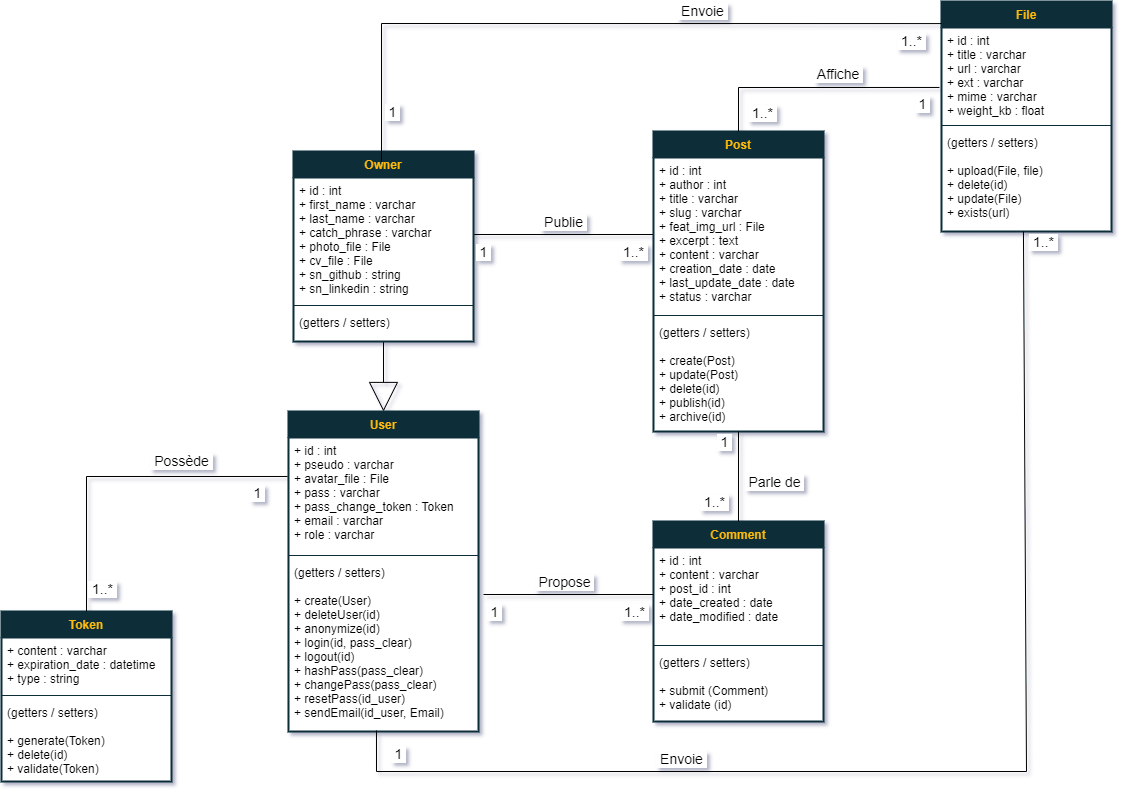 Envoie
1..*
1
File
+ id : int
+ title : varchar
+ url : varchar
+ ext : varchar
+ mime : varchar
+ weight_kb : float
(getters / setters)
+ upload(File, file)
+ delete(id)
+ update(File)
+ exists(url)
Affiche
1
1..*
Owner
+ id : int
+ first_name : varchar
+ last_name : varchar
+ catch_phrase : varchar
+ photo_file : File
+ cv_file : File
+ sn_github : string
+ sn_linkedin : string
(getters / setters)
Publie
1
1..*
Post
+ id : int
+ author : int
+ title : varchar
+ slug : varchar
+ feat_img_url : File
+ excerpt : text
+ content : varchar
+ creation_date : date
+ last_update_date : date
+ status : varchar
(getters / setters)
+ create(Post)
+ update(Post)
+ delete(id)
+ publish(id)
+ archive(id)
1..*
User
+ id : int
+ pseudo : varchar
+ avatar_file : File
+ pass : varchar
+ pass_change_token : Token
+ email : varchar
+ role : varchar
(getters / setters)
+ create(User)
+ deleteUser(id)
+ anonymize(id)
+ login(id, pass_clear)
+ logout(id)
+ hashPass(pass_clear)
+ changePass(pass_clear)
+ resetPass(id_user)
+ sendEmail(id_user, Email)
1
Parle de
1..*
Possède
1
1..*
Token
+ content : varchar
+ expiration_date : datetime
+ type : string
(getters / setters)
+ generate(Token)
+ delete(id)
+ validate(Token)
Propose
1
1..*
Comment
+ id : int
+ content : varchar
+ post_id : int
+ date_created : date
+ date_modified : date
(getters / setters)
+ submit (Comment)
+ validate (id)
1
Envoie